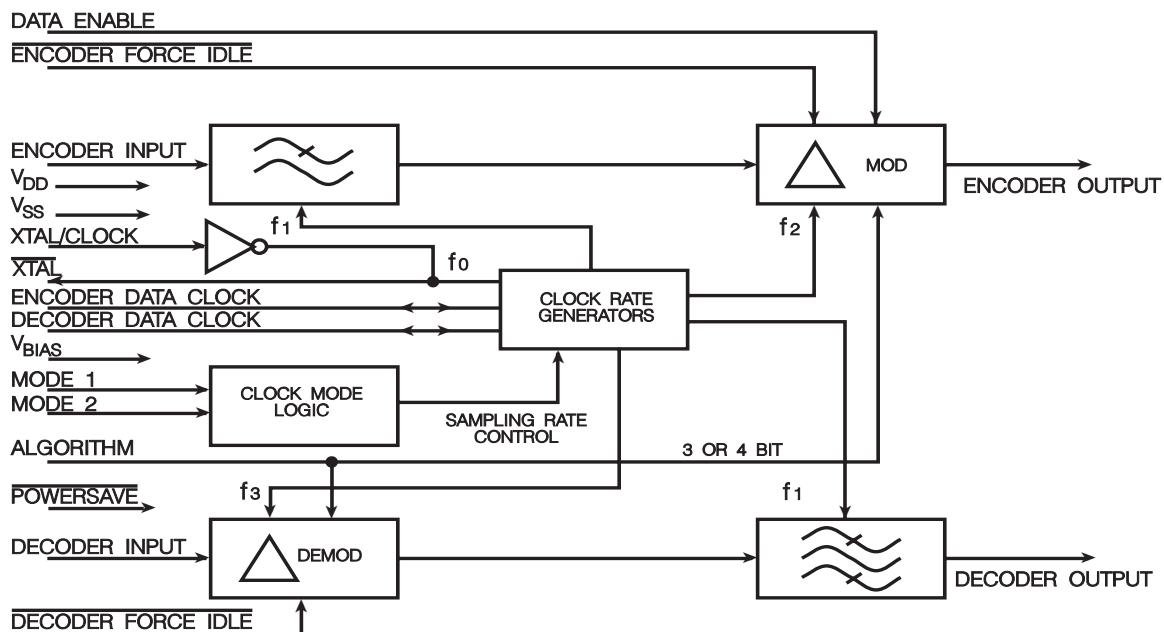 DATA ENABLE
ENCODER FORCE IDLE
ENCODER INPUT
MOD
ENCODER OUTPUT
VDD
VSS
f1
f2
XTAL/CLOCK
f0
XTAL
ENCODER DATA CLOCK
DECODER DATA CLOCK
CLOCK RATE
GENERATORS
VBIAS
MODE 1
MODE 2
CLOCK MODE
LOGIC
SAMPLING RATE
CONTROL
ALGORITHM
3 OR 4 BIT
POWERSAVE
f3
f1
DECODER INPUT
DEMOD
DECODER OUTPUT
DECODER FORCE IDLE